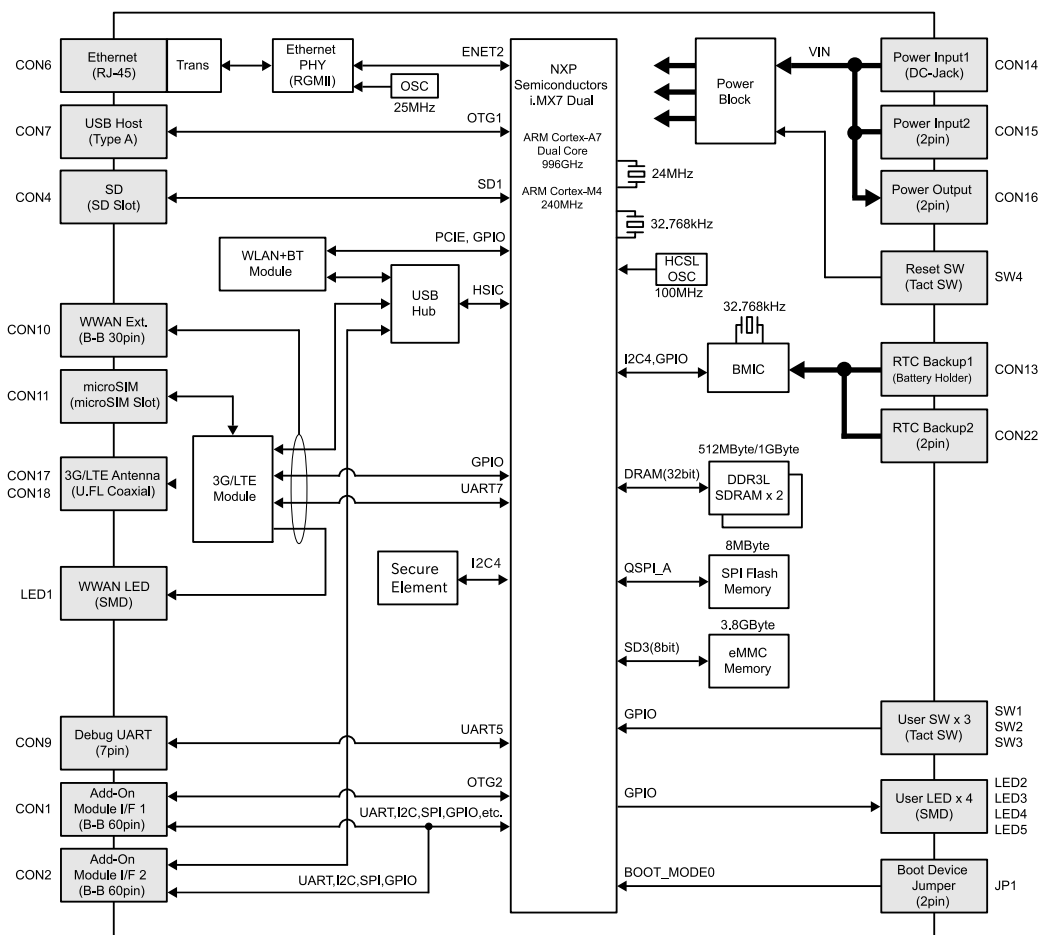 CON6
Ethernet
(RJ-45)
Trans
Ethernet
PHY
(RGMII)
ENET2
OSC
25MHz
CON7
USB Host
(Type A)
OTG1
CON4
SD
(SD Slot)
SD1
WLAN+BT
Module
PCIE, GPIO
USB
Hub
HSIC
CON10
WWAN Ext.
(B-B 30pin)
CON11
microSIM
(microSIM Slot)
CON17
CON18
3G/LTE Antenna
(U.FL Coaxial)
3G/LTE
Module
GPIO
UART7
Secure
Element
I2C4
LED1
WWAN LED
(SMD)
CON9
Debug UART
(7pin)
UART5
CON1
Add-On
Module I/F 1
(B-B 60pin)
OTG2
UART,I2C,SPI,GPIO,etc.
CON2
Add-On
Module I/F 2
(B-B 60pin)
UART,I2C,SPI,GPIO
NXP
Semiconductors
i.MX7 Dual
ARM Cortex-A7
Dual Core
996GHz
ARM Cortex-M4
240MHz
Power
Block
VIN
Power Input1
(DC-Jack)
CON14
Power Input2
(2pin)
CON15
Power Output
(2pin)
CON16
24MHz
32.768kHz
HCSL
OSC
100MHz
Reset SW
(Tact SW)
SW4
32.768kHz
I2C4,GPIO
BMIC
RTC Backup1
(Battery Holder)
CON13
RTC Backup2
(2pin)
CON22
512MByte/1GByte
DRAM(32bit)
DDR3L
SDRAM x 2
8MByte
QSPI_A
SPI Flash
Memory
3.8GByte
SD3(8bit)
eMMC
Memory
GPIO
User SW x 3
(Tact SW)
SW1
SW2
SW3
GPIO
User LED x 4
(SMD)
LED2
LED3
LED4
LED5
BOOT_MODE0
Boot Device
Jumper
(2pin)
JP1